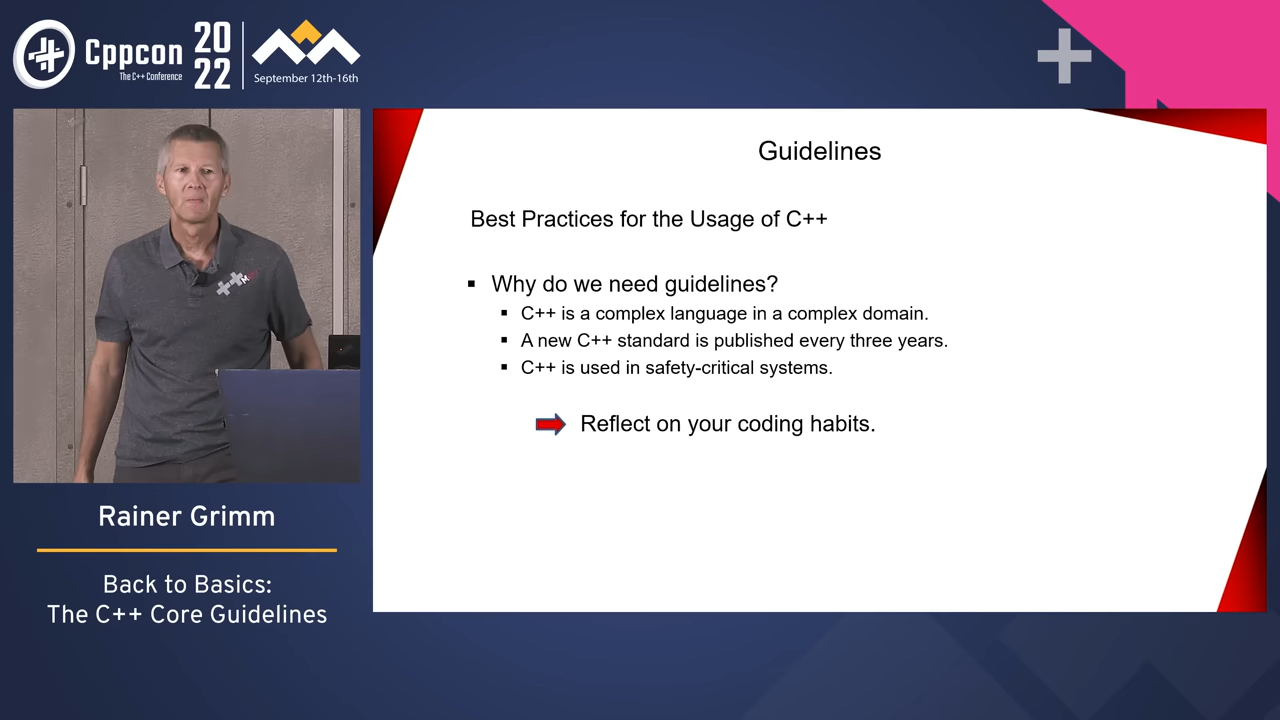 Cppcon
The C++ Conference
20
22
September 12th-16th
Guidelines
Best Practices for the Usage of C++
▪ Why do we need guidelines?
▪ C++ is a complex language in a complex domain.
▪ A new C++ standard is published every three years.
▪ C++ is used in safety-critical systems.
Reflect on your coding habits.
Rainer Grimm
Back to Basics:
The C++ Core Guidelines